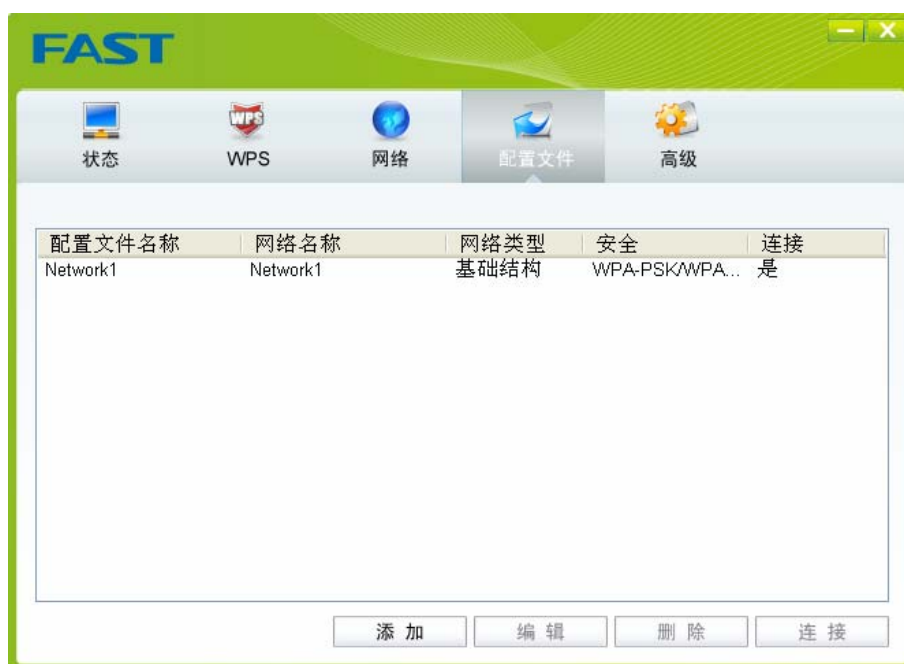 FAST
WPS
状态 WPS 网络 配置文件 高级
配置文件名称 网络名称 网络类型 安全 连接
Network1 Network1 基础结构 WPA-PSK/WPA... 是
添加 编辑 删除 连接